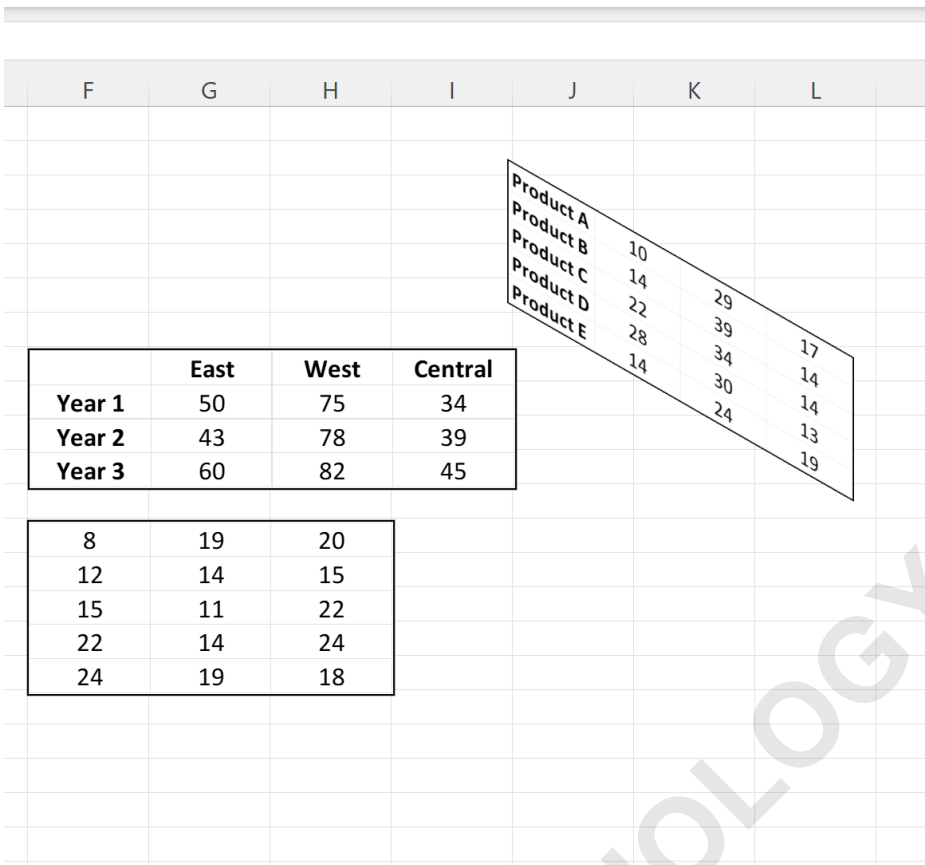 F G H I J K L
Product A 10 29 17
Product B 14 39 14
Product C 22 34 14
Product D 28 30 13
Product E 14 24 19
East West Central
Year 1 50 75 34
Year 2 43 78 39
Year 3 60 82 45
8 19 20
12 14 15
15 11 22
22 14 24
24 19 18
OLOGY